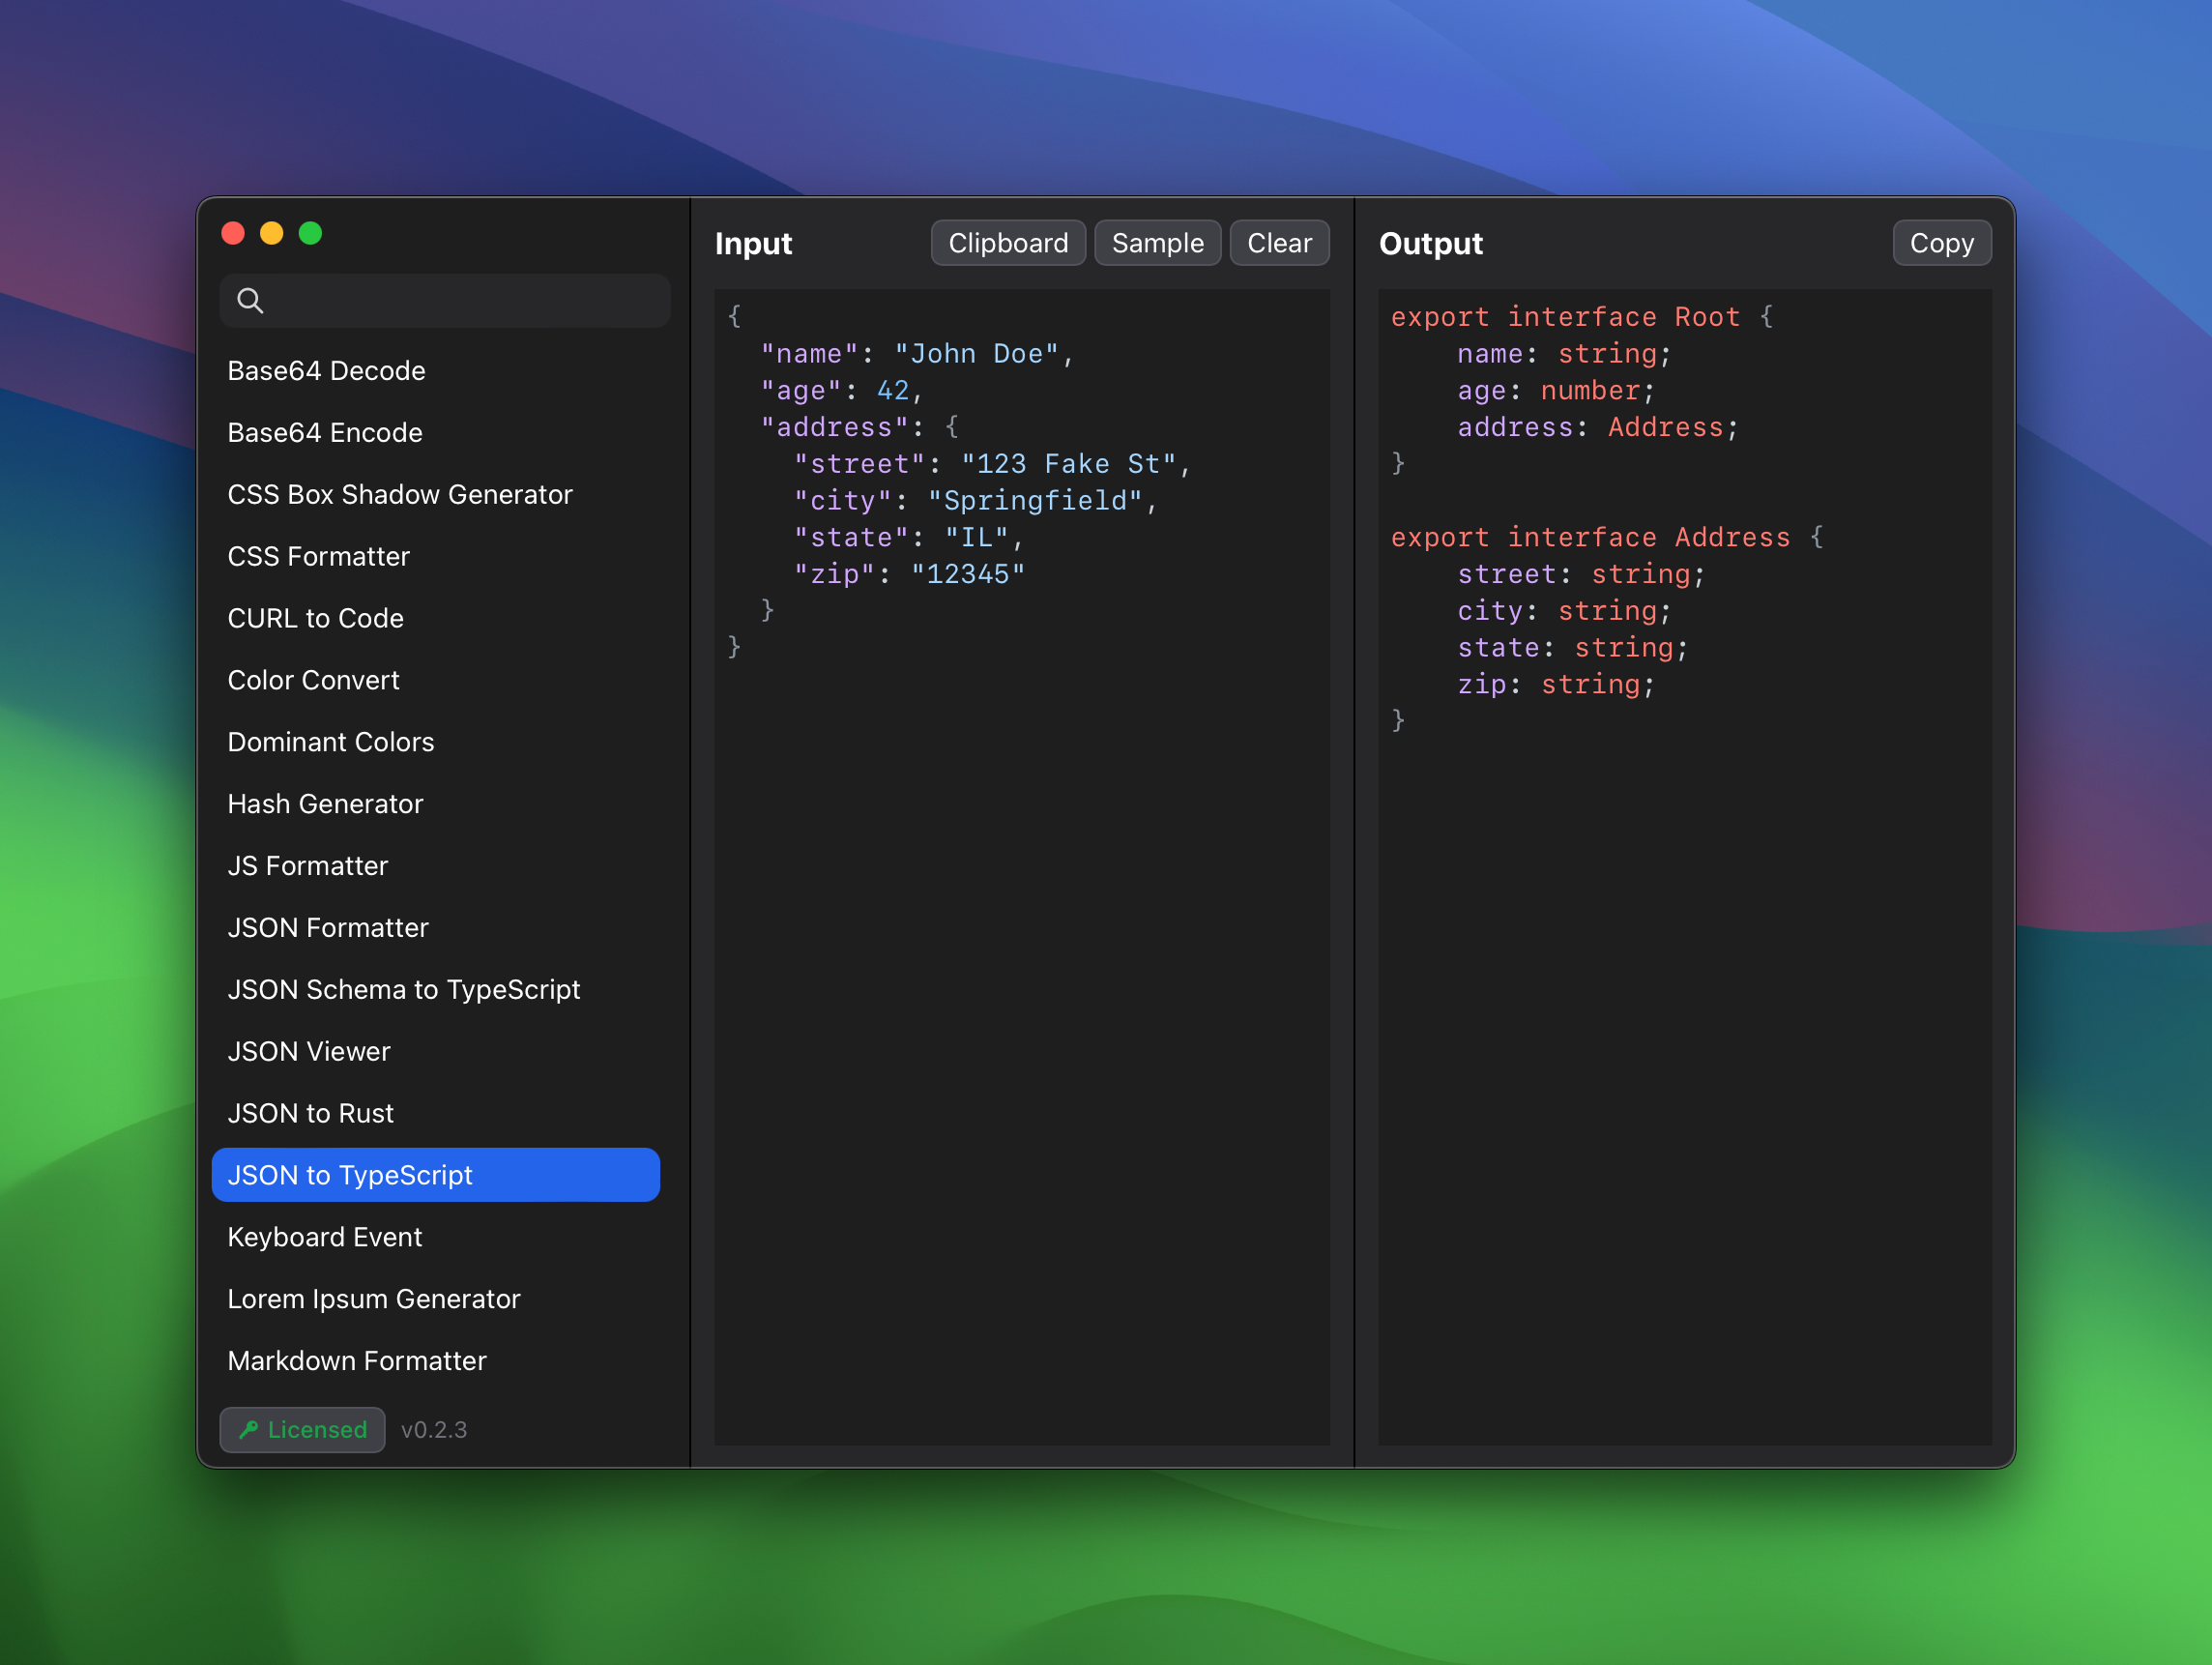 Base64 Decode
Base64 Encode
CSS Box Shadow Generator
CSS Formatter
CURL to Code
Color Convert
Dominant Colors
Hash Generator
JS Formatter
JSON Formatter
JSON Schema to TypeScript
JSON Viewer
JSON to Rust
JSON to TypeScript
Keyboard Event
Lorem Ipsum Generator
Markdown Formatter
Licensed v0.2.3
Input Clipboard Sample Clear
{
  "name": "John Doe",
  "age": 42,
  "address": {
    "street": "123 Fake St",
    "city": "Springfield",
    "state": "IL",
    "zip": "12345"
  }
}
Output Copy
export interface Root {
    name: string;
    age: number;
    address: Address;
}

export interface Address {
    street: string;
    city: string;
    state: string;
    zip: string;
}